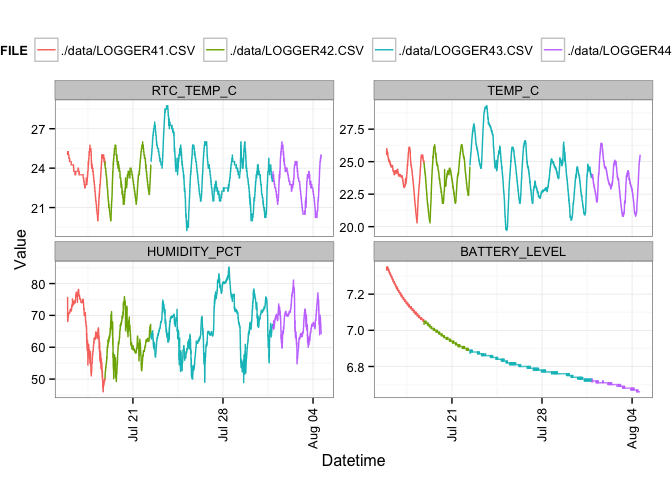 FILE ./data/LOGGER41.CSV ./data/LOGGER42.CSV ./data/LOGGER43.CSV ./data/LOGGER44
RTC_TEMP_C TEMP_C
27 27.5
24 25.0
21 22.5
20.0
Value
HUMIDITY_PCT BATTERY_LEVEL
80 7.2
70 7.0
60 6.8
50
Jul 21 Jul 28 Aug 04 Jul 21 Jul 28 Aug 04
Datetime